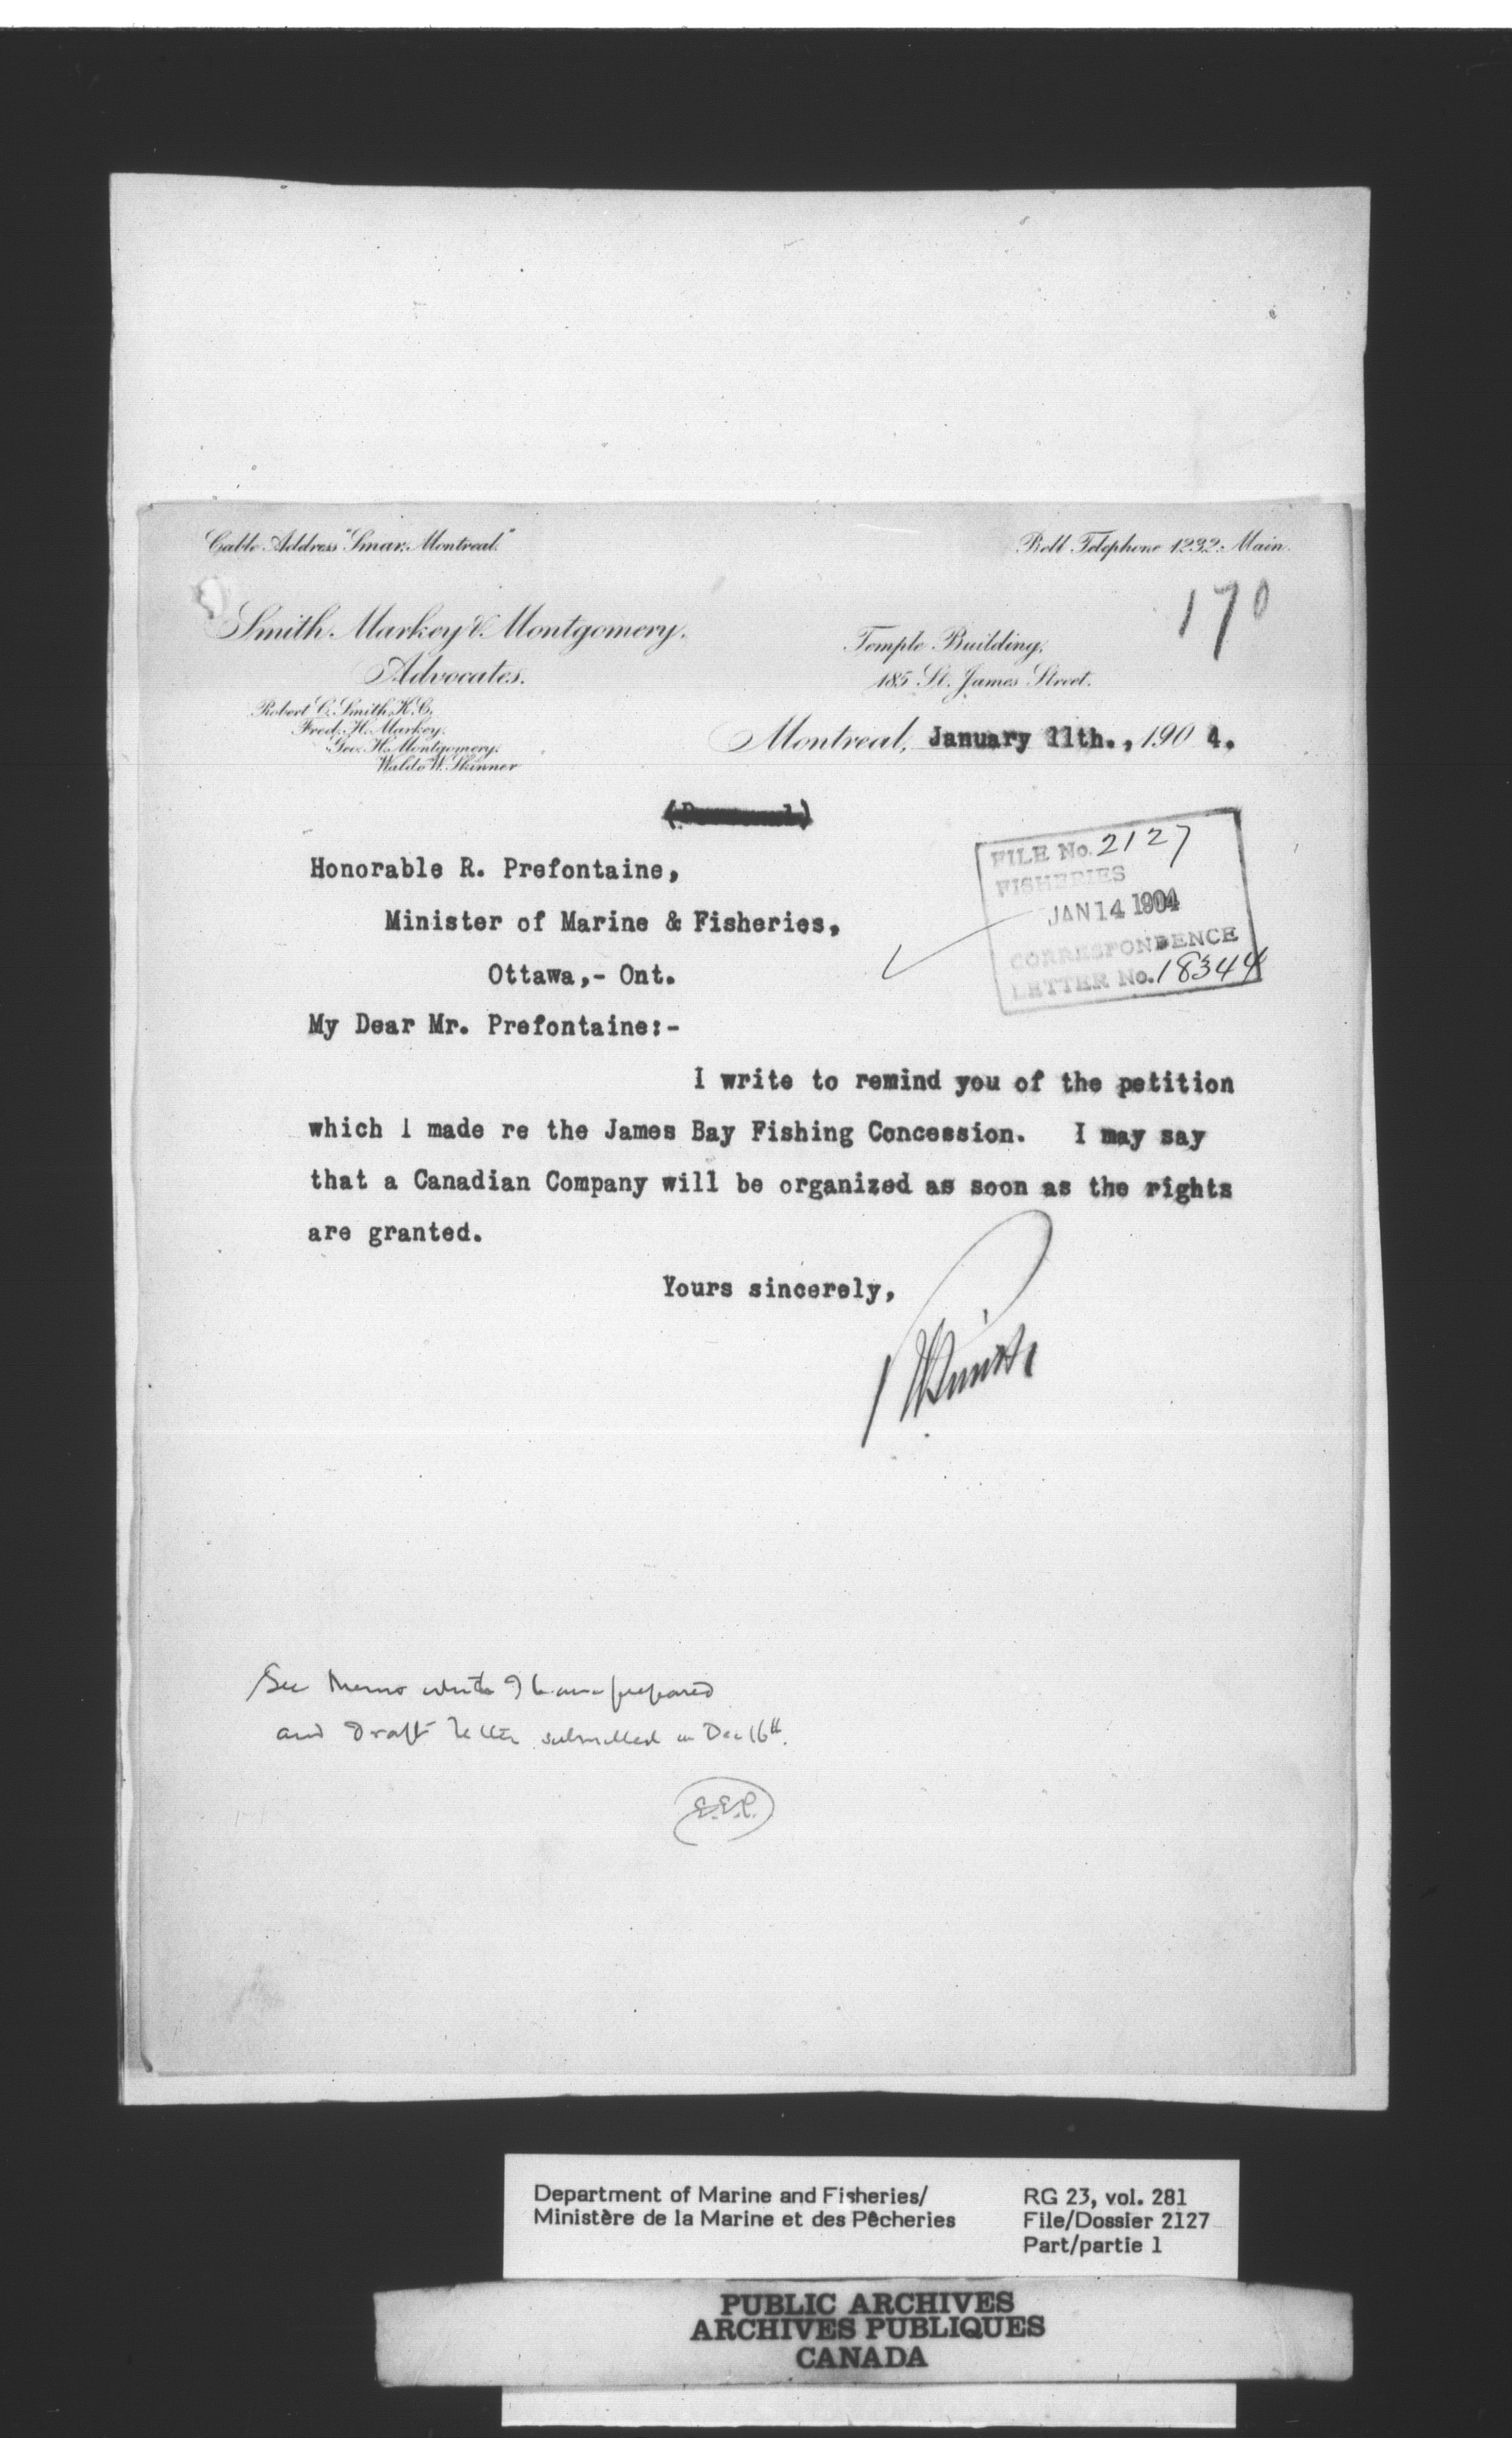 Cable Address "Smar. Montreal."
Bell Telephone 1232. Main.
170
Smith, Markey & Montgomery.
Advocates.
Robert C. Smith, K.C.
Fred. H. Markey.
Geo. H. Montgomery.
Waldo W. Skinner
Temple Building,
185 St. James Street.
Montreal, January 11th., 1904.
FILE No. 2127
FISHERIES
JAN 14 1904
CORRESPONDENCE
LETTER No. 18344
Honorable R. Prefontaine,
Minister of Marine & Fisheries,
Ottawa,- Ont.
My Dear Mr. Prefontaine:-
I write to remind you of the petition
which I made re the James Bay Fishing Concession. I may say
that a Canadian Company will be organized as soon as the rights
are granted.
Yours sincerely,
See Memo which I have prepared
and Draft letter submitted on Dec 16th.
E.E.P.
Department of Marine and Fisheries/
Ministère de la Marine et des Pêcheries
RG 23, vol. 281
File/Dossier 2127
Part/partie 1
PUBLIC ARCHIVES
ARCHIVES PUBLIQUES
CANADA